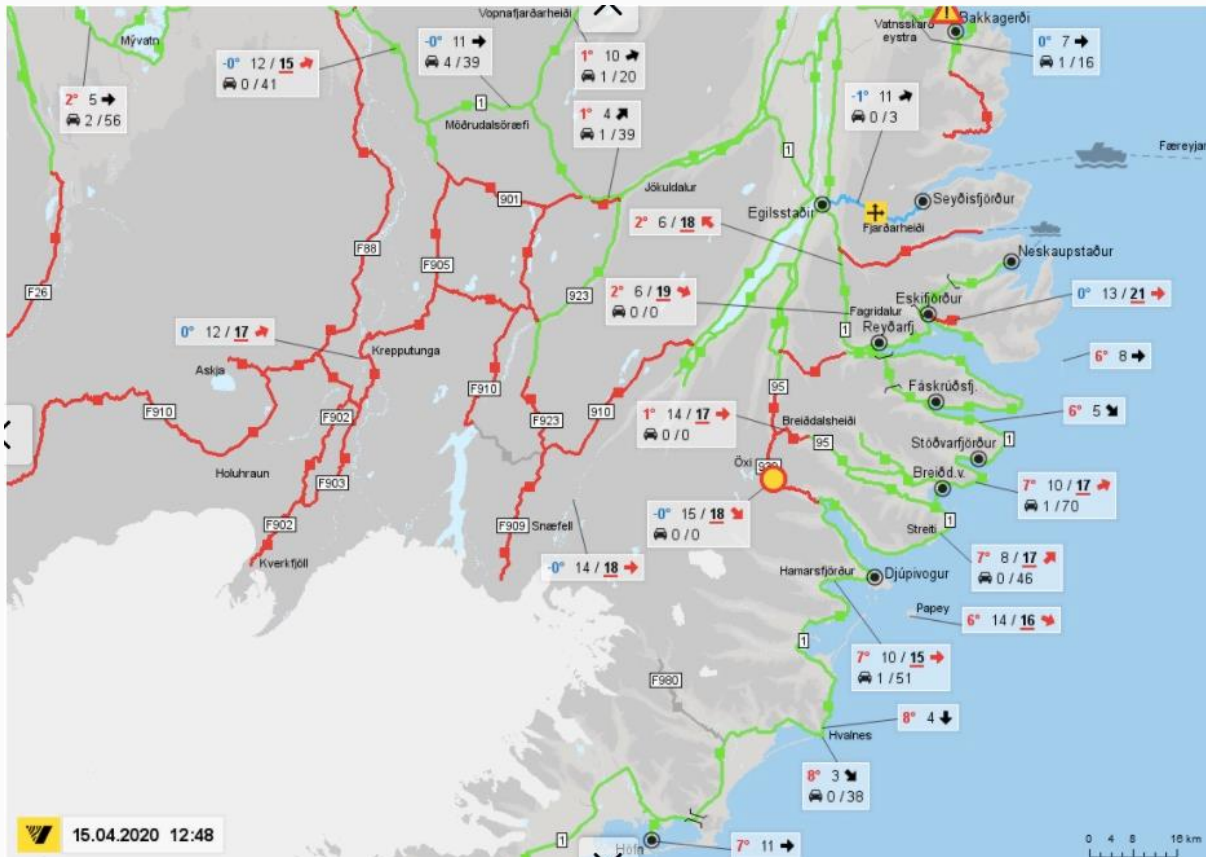 Mývatn
Vopnafjarðarheiði
Vatnsskarð
eystra
Bakkagerði
-0° 11
4 / 39
-0° 12 / 15
0 / 41
1° 10
1 / 20
0° 7
1 / 16
2° 5
2 / 56
1
Möðrudalsöræfi
1° 4
1 / 39
-1° 11
0 / 3
1
Færeyjar
Jökuldalur
901
Egilsstaðir
Seyðisfjörður
Fjarðarheiði
2° 6 / 18
F88
F905
Neskaupstaður
F26
923
2° 6 / 19
0 / 0
Eskifjörður
0° 13 / 21
Fagridalur
1
Reyðarfj.
0° 12 / 17
Krepputunga
6° 8
Askja
95
F910
F910
F902
F923
910
Fáskrúðsfj.
6° 5
1° 14 / 17
0 / 0
Breiðdalsheiði
95
1
Stöðvarfjörður
Öxi
939
Holuhraun
F903
Breiðd.v.
7° 10 / 17
1 / 70
F902
F909
Snæfell
-0° 15 / 18
0 / 0
Streiti
1
Kverkfjöll
-0° 14 / 18
7° 8 / 17
0 / 46
Hamarsfjörður
Djúpivogur
Papey
6° 14 / 16
1
7° 10 / 15
1 / 51
F980
8° 4
Hvalnes
8° 3
0 / 38
15.04.2020 12:48
1
Höfn
7° 11
0 4 8 16 km